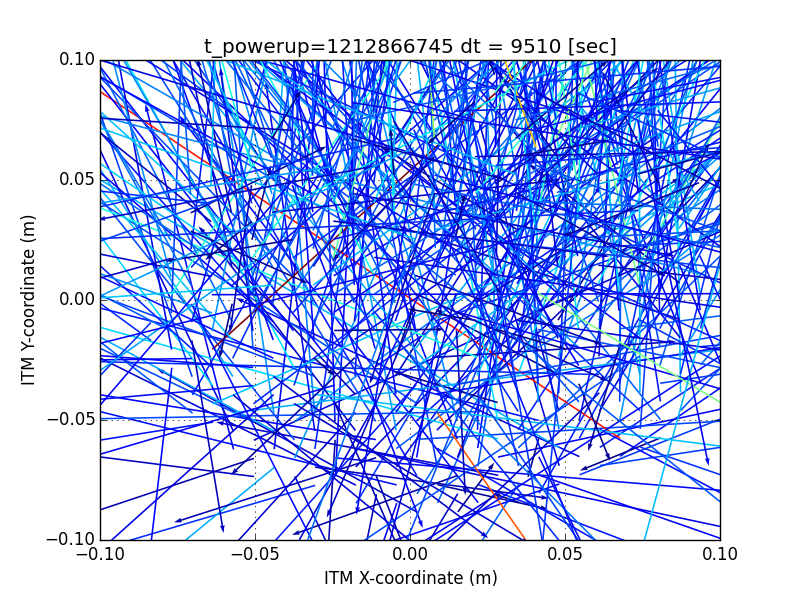 t_powerup=1212866745 dt = 9510 [sec]
0.10
0.05
0.00
−0.05
−0.10
ITM Y-coordinate (m)
−0.10 −0.05 0.00 0.05 0.10
ITM X-coordinate (m)